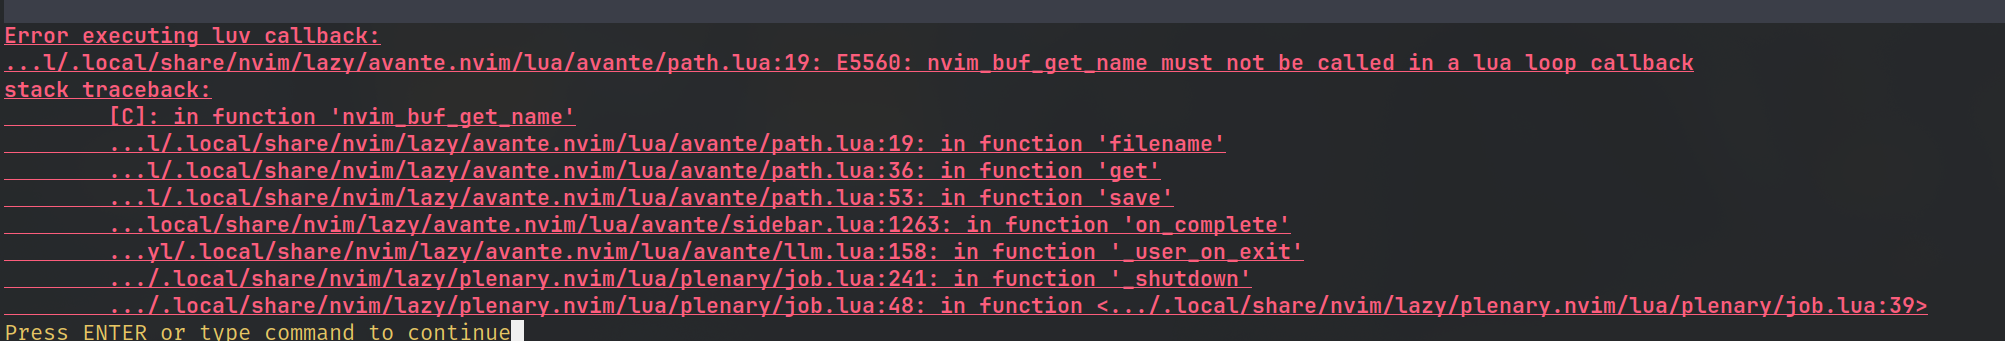 Error executing luv callback:
...l/.local/share/nvim/lazy/avante.nvim/lua/avante/path.lua:19: E5560: nvim_buf_get_name must not be called in a lua loop callback
stack traceback:
[C]: in function 'nvim_buf_get_name'
...l/.local/share/nvim/lazy/avante.nvim/lua/avante/path.lua:19: in function 'filename'
...l/.local/share/nvim/lazy/avante.nvim/lua/avante/path.lua:36: in function 'get'
...l/.local/share/nvim/lazy/avante.nvim/lua/avante/path.lua:53: in function 'save'
...local/share/nvim/lazy/avante.nvim/lua/avante/sidebar.lua:1263: in function 'on_complete'
...yl/.local/share/nvim/lazy/avante.nvim/lua/avante/llm.lua:158: in function '_user_on_exit'
.../.local/share/nvim/lazy/plenary.nvim/lua/plenary/job.lua:241: in function '_shutdown'
.../.local/share/nvim/lazy/plenary.nvim/lua/plenary/job.lua:48: in function <.../.local/share/nvim/lazy/plenary.nvim/lua/plenary/job.lua:39>
Press ENTER or type command to continue